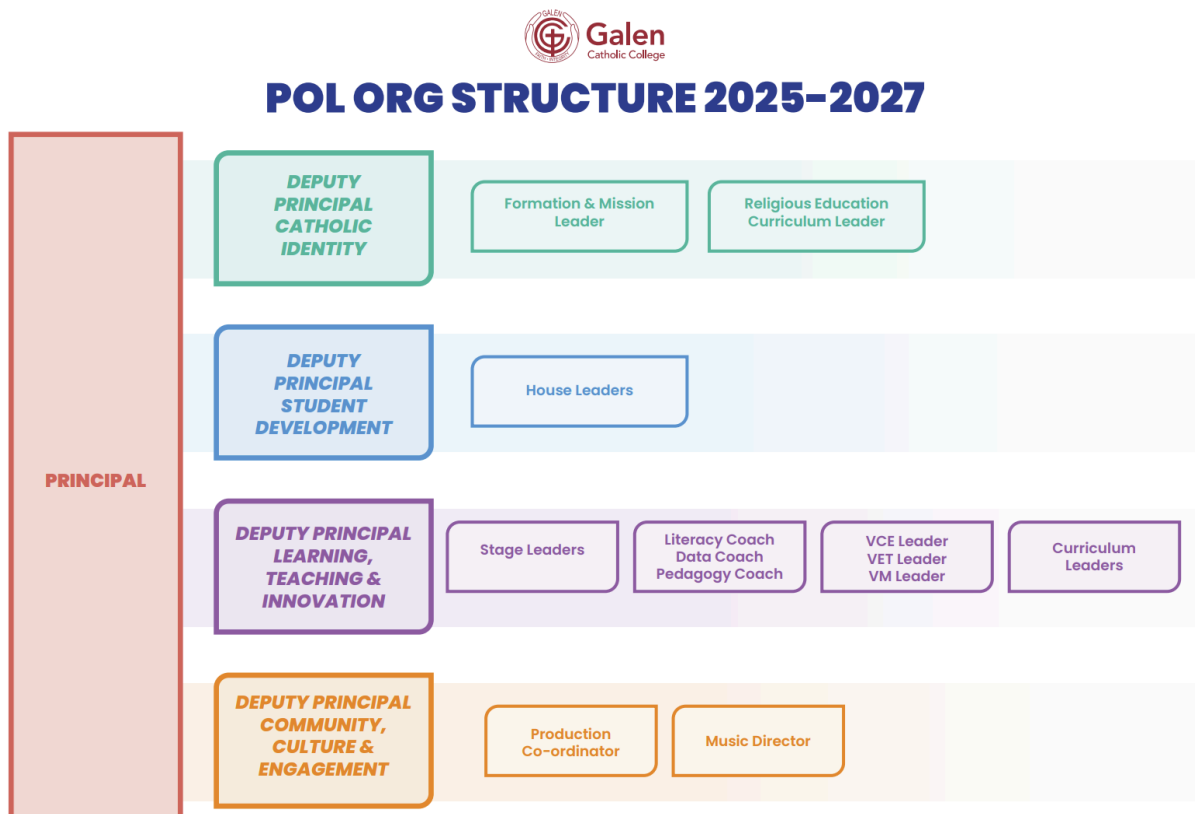 GALEN
Galen
Catholic College
POL ORG STRUCTURE 2025-2027
PRINCIPAL
DEPUTY
PRINCIPAL
CATHOLIC
IDENTITY
Formation & Mission
Leader
Religious Education
Curriculum Leader
DEPUTY
PRINCIPAL
STUDENT
DEVELOPMENT
House Leaders
DEPUTY PRINCIPAL
LEARNING,
TEACHING &
INNOVATION
Stage Leaders
Literacy Coach
Data Coach
Pedagogy Coach
VCE Leader
VET Leader
VM Leader
Curriculum
Leaders
DEPUTY PRINCIPAL
COMMUNITY,
CULTURE &
ENGAGEMENT
Production
Co-ordinator
Music Director